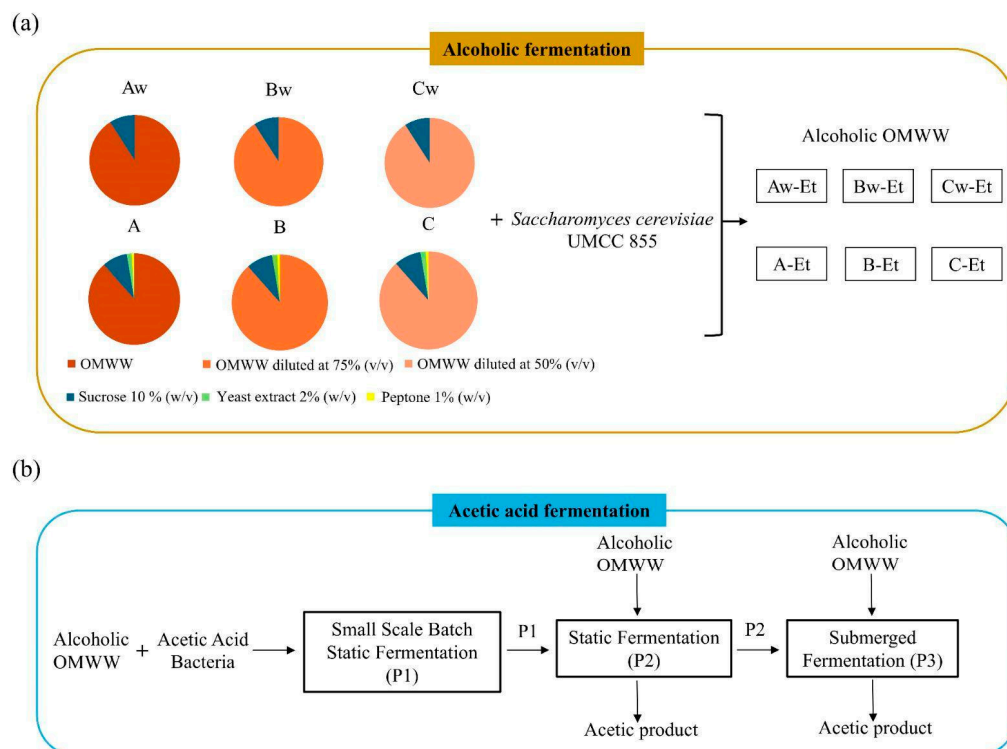 (a)
Alcoholic fermentation
Aw
Bw
Cw
A
B
C
+ Saccharomyces cerevisiae
UMCC 855
Alcoholic OMWW
Aw-Et
Bw-Et
Cw-Et
A-Et
B-Et
C-Et
OMWW
OMWW diluted at 75% (v/v)
OMWW diluted at 50% (v/v)
Sucrose 10 % (w/v)
Yeast extract 2% (w/v)
Peptone 1% (w/v)
(b)
Acetic acid fermentation
Alcoholic
OMWW
+
Acetic Acid
Bacteria
Small Scale Batch
Static Fermentation
(P1)
P1
Alcoholic
OMWW
Static Fermentation
(P2)
Acetic product
P2
Alcoholic
OMWW
Submerged
Fermentation (P3)
Acetic product